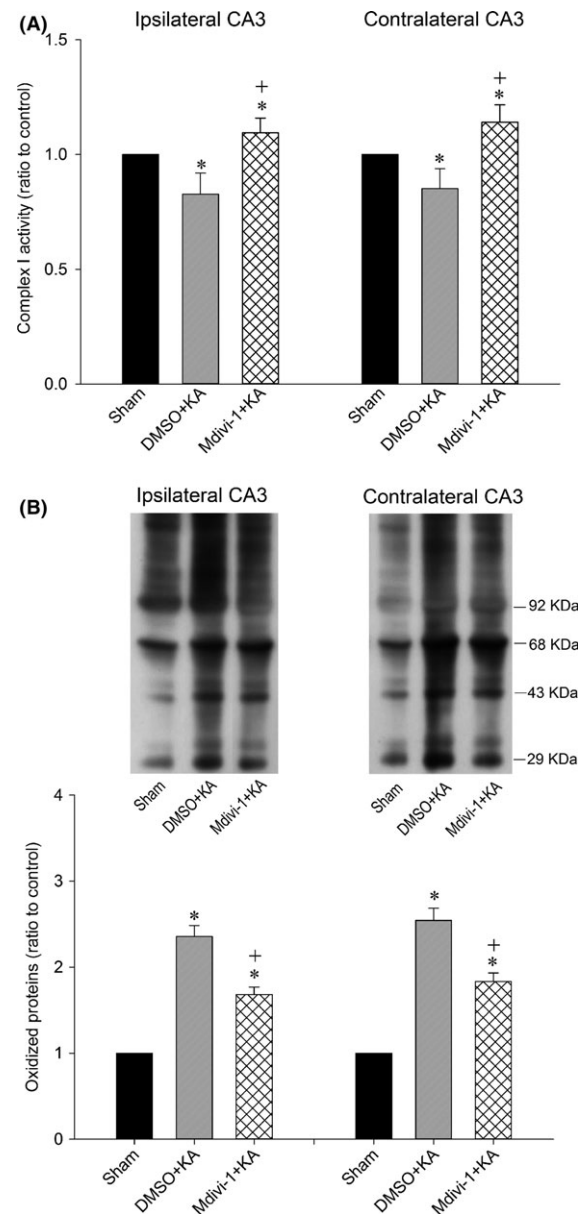 (A)
Ipsilateral CA3
Contralateral CA3
Complex I activity (ratio to control)
1.5
1.0
0.5
0.0
+
*
*
+
*
*
Sham
DMSO+KA
Mdivi-1+KA
Sham
DMSO+KA
Mdivi-1+KA
(B)
Ipsilateral CA3
Contralateral CA3
92 KDa
68 KDa
43 KDa
29 KDa
Sham
DMSO+KA
Mdivi-1+KA
Sham
DMSO+KA
Mdivi-1+KA
Oxidized proteins (ratio to control)
4
3
2
1
0
*
+
*
*
+
*
Sham
DMSO+KA
Mdivi-1+KA
Sham
DMSO+KA
Mdivi-1+KA